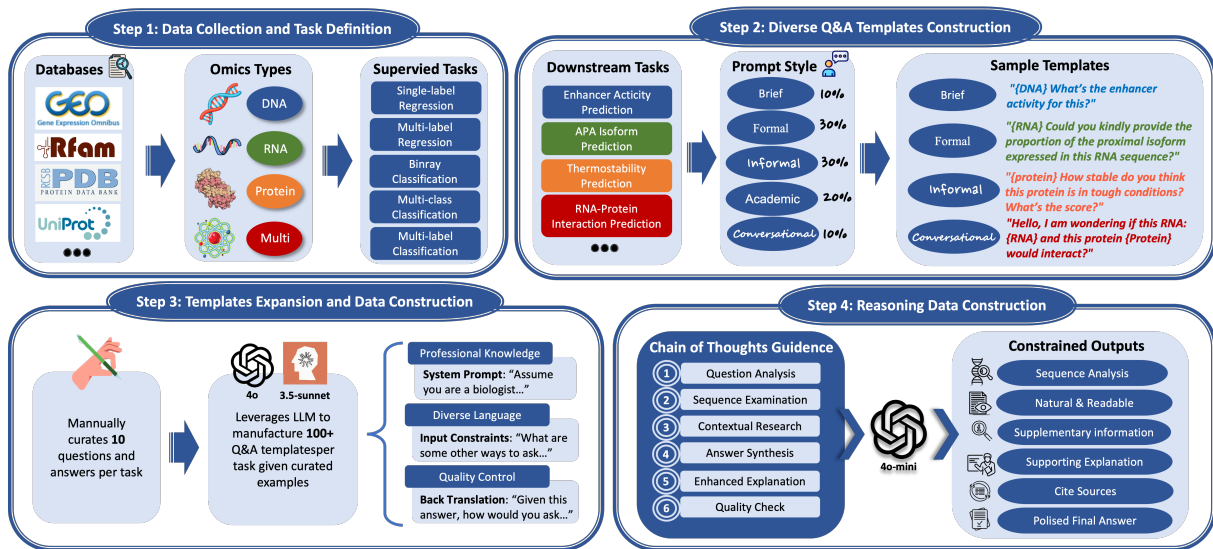 Step 1: Data Collection and Task Definition
Databases
GEO
Gene Expression Omnibus
Rfam
RCSB
PDB
PROTEIN DATA BANK
UniProt
Omics Types
DNA
RNA
Protein
Multi
Supervied Tasks
Single-label
Regression
Multi-label
Regression
Binray
Classification
Multi-class
Classification
Multi-label
Classification
Step 2: Diverse Q&A Templates Construction
Downstream Tasks
Enhancer Acticity
Prediction
APA Isoform
Prediction
Thermostability
Prediction
RNA-Protein
Interaction Prediction
Prompt Style
Brief 10%
Formal 30%
Informal 30%
Academic 20%
Conversational 10%
Sample Templates
Brief
"{DNA} What's the enhancer
activity for this?"
Formal
"{RNA} Could you kindly provide the
proportion of the proximal isoform
expressed in this RNA sequence?"
Informal
"{protein} How stable do you think
this protein is in tough conditions?
What's the score?"
Conversational
"Hello, I am wondering if this RNA:
{RNA} and this protein {Protein}
would interact?"
Step 3: Templates Expansion and Data Construction
Mannually
curates 10
questions and
answers per task
4o
3.5-sunnet
Leverages LLM to
manufacture 100+
Q&A templatesper
task given curated
examples
Professional Knowledge
System Prompt: “Assume
you are a biologist…”
Diverse Language
Input Constraints: “What are
some other ways to ask…”
Quality Control
Back Translation: “Given this
answer, how would you ask…”
Step 4: Reasoning Data Construction
Chain of Thoughts Guidence
1 Question Analysis
2 Sequence Examination
3 Contextual Research
4 Answer Synthesis
5 Enhanced Explanation
6 Quality Check
4o-mini
Constrained Outputs
Sequence Analysis
Natural & Readable
Supplementary information
Supporting Explanation
Cite Sources
Polised Final Answer